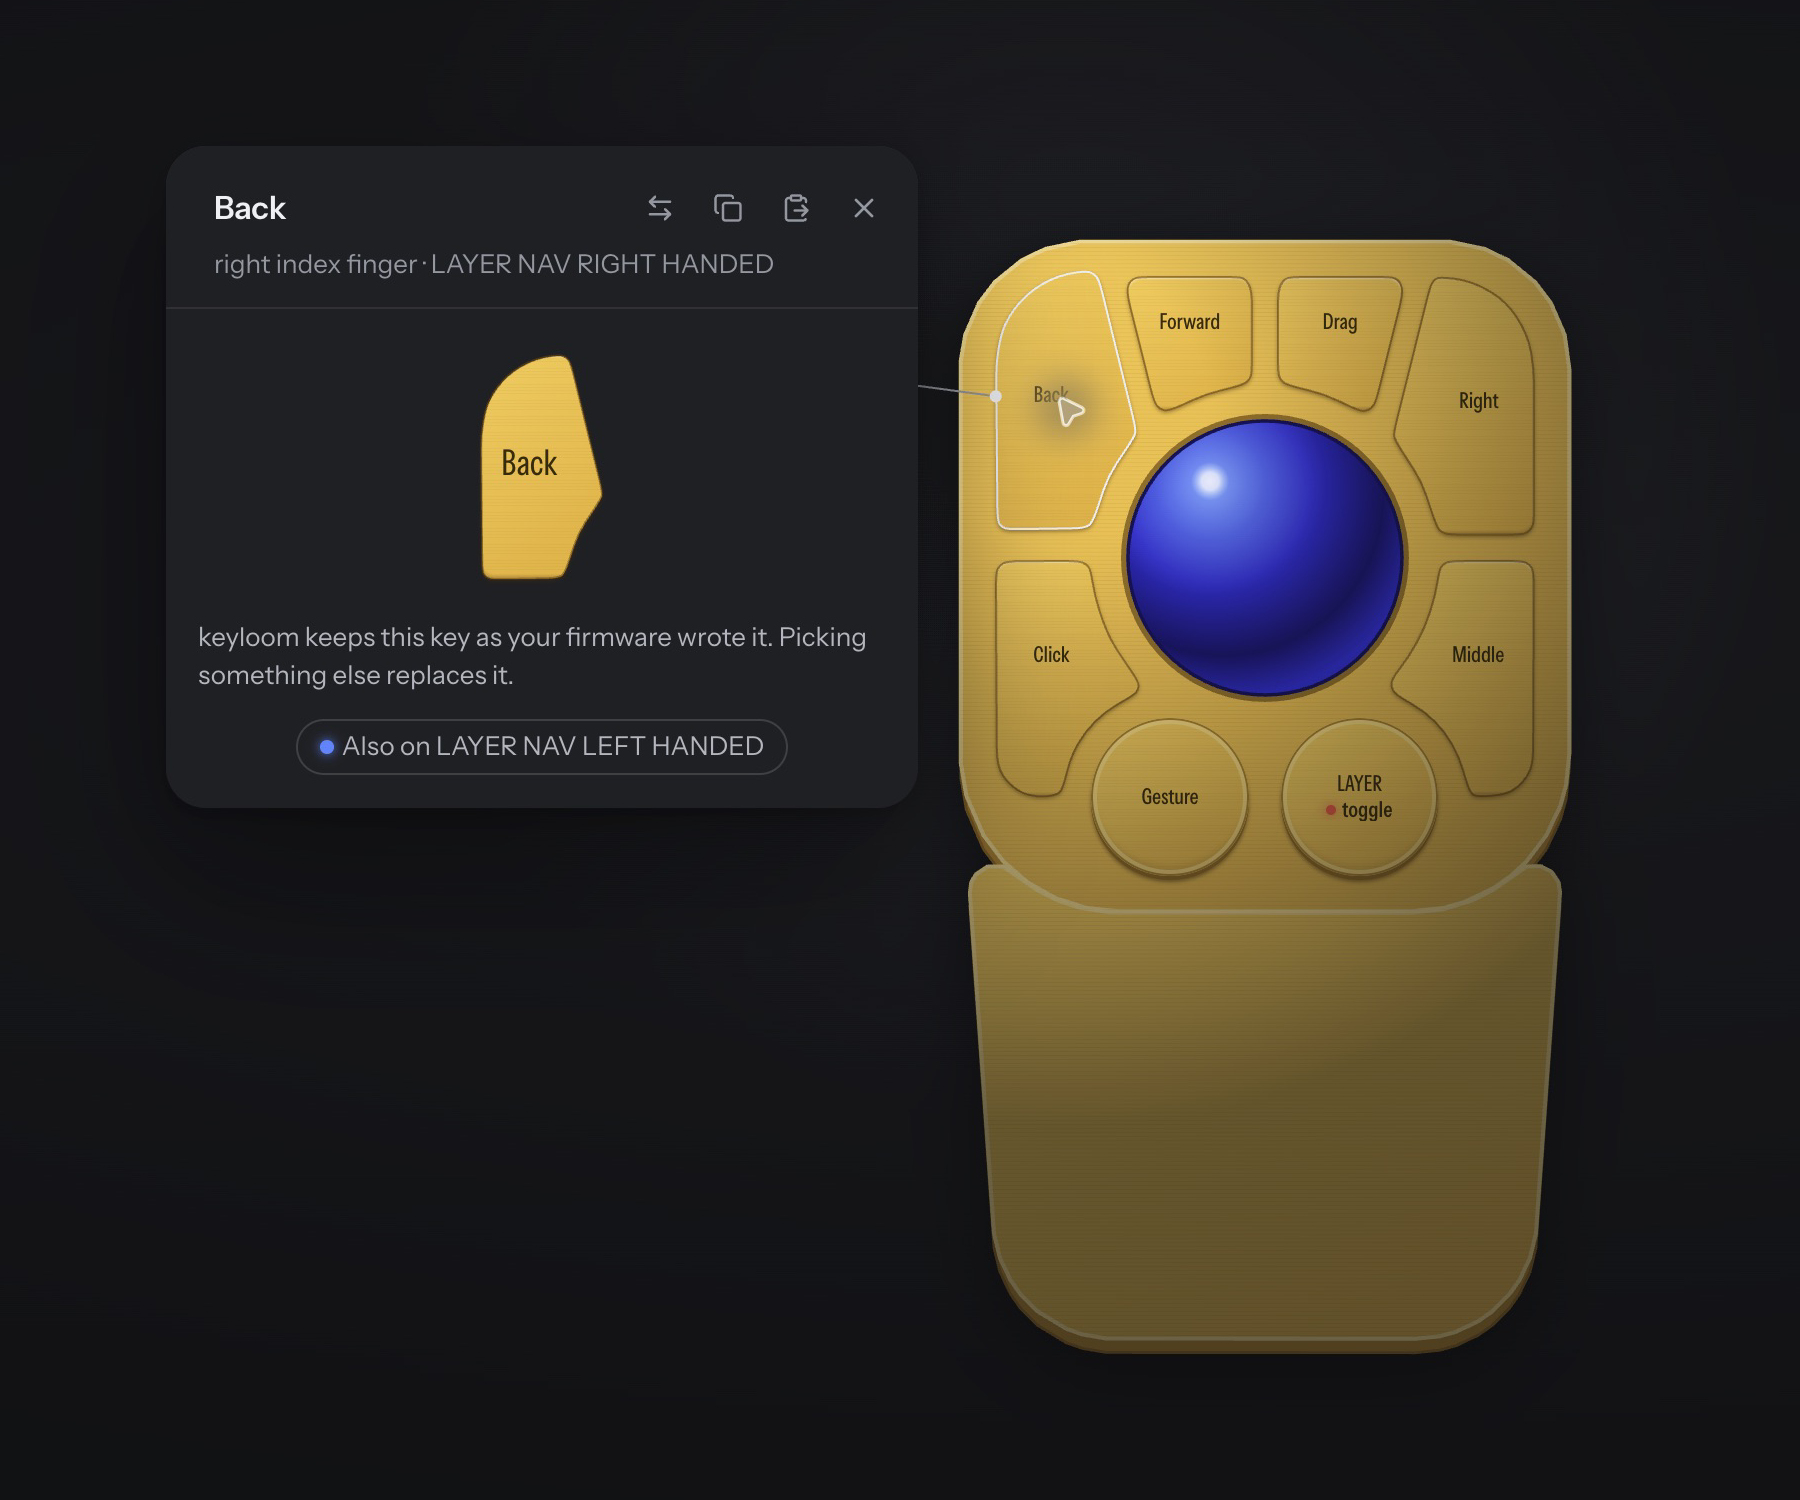 Back
right index finger · LAYER NAV RIGHT HANDED
Back
keyloom keeps this key as your firmware wrote it. Picking
something else replaces it.
Also on LAYER NAV LEFT HANDED
Forward
Drag
Back
Right
Click
Middle
Gesture
LAYER
toggle